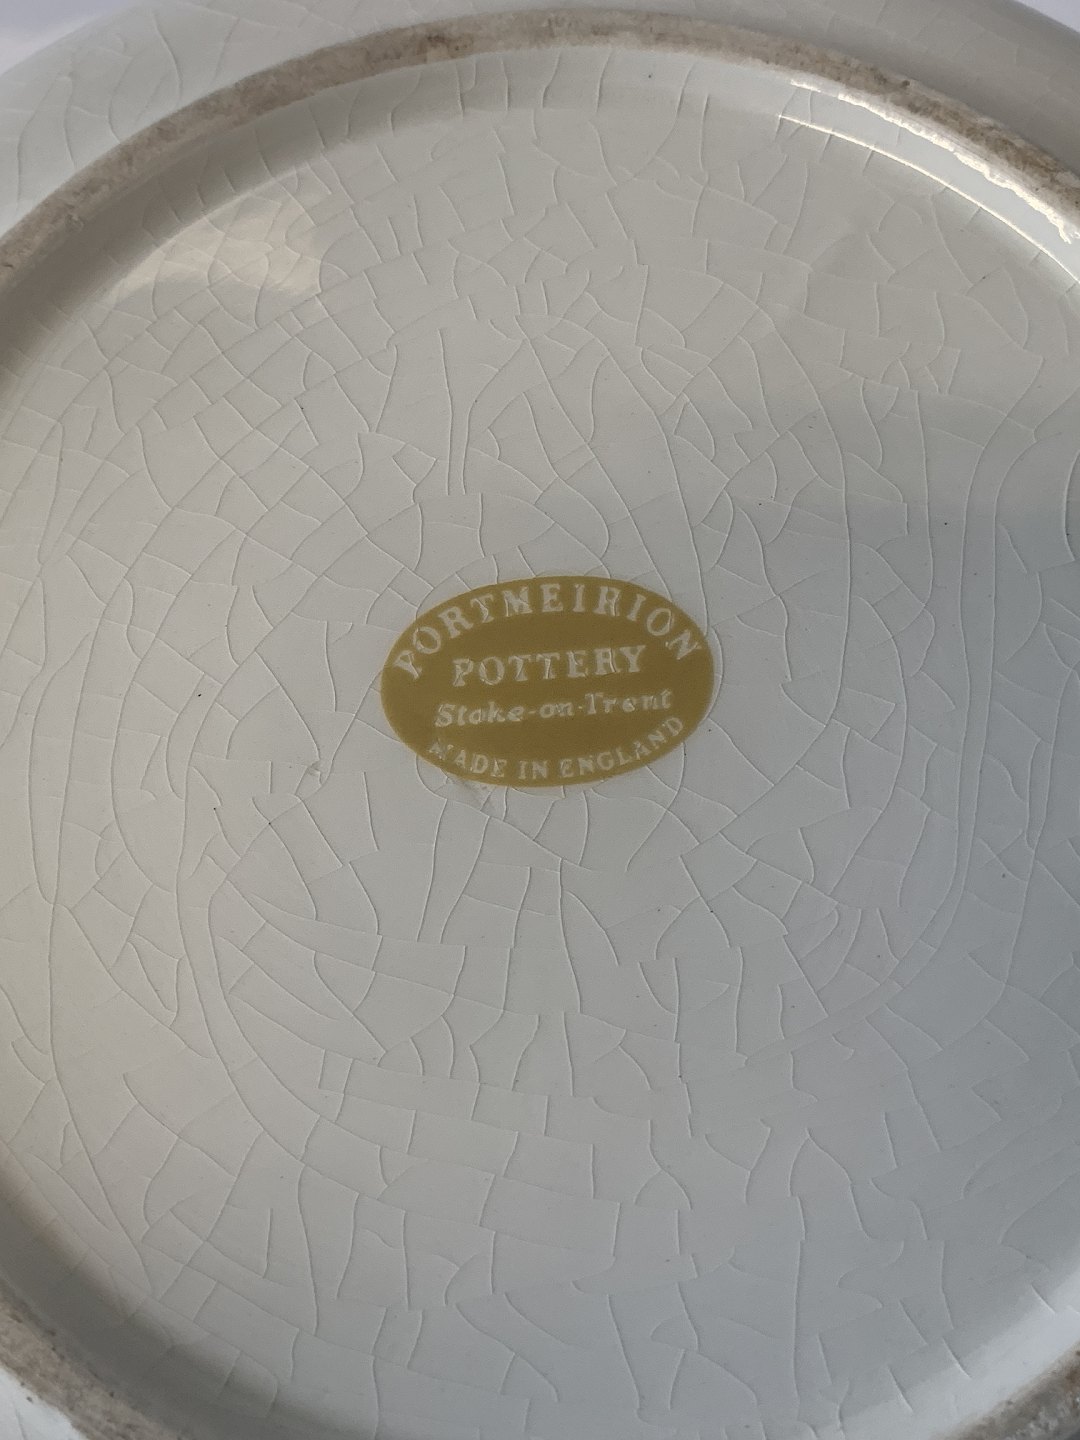 PORTMEIRION
POTTERY
Stoke-on-Trent
MADE IN ENGLAND